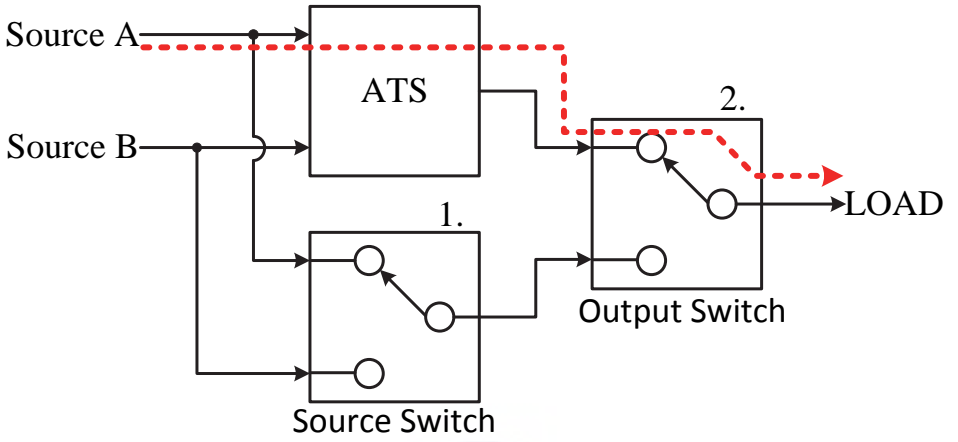 Source A
ATS
2.
Source B
LOAD
1.
Output Switch
Source Switch